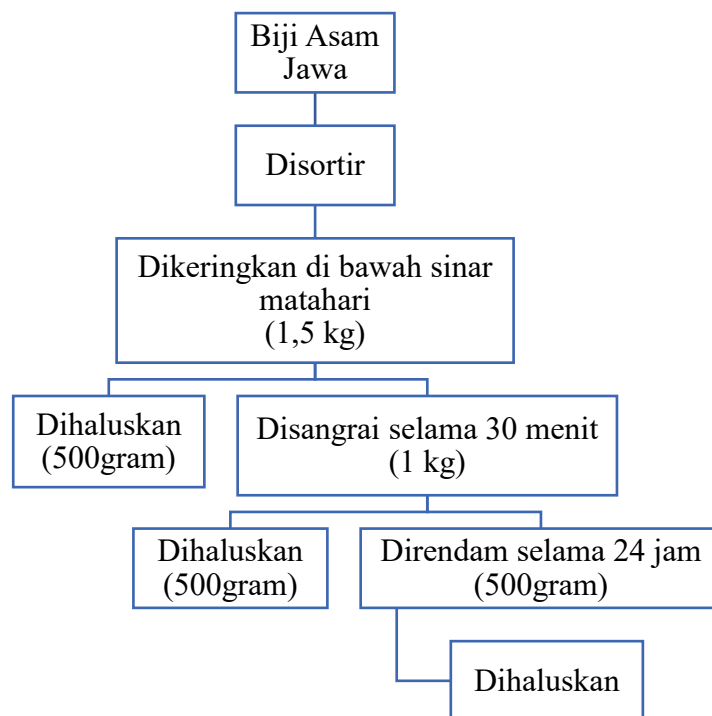 Biji Asam
Jawa
Disortir
Dikeringkan di bawah sinar
matahari
(1,5 kg)
Dihaluskan
(500gram)
Disangrai selama 30 menit
(1 kg)
Dihaluskan
(500gram)
Direndam selama 24 jam
(500gram)
Dihaluskan